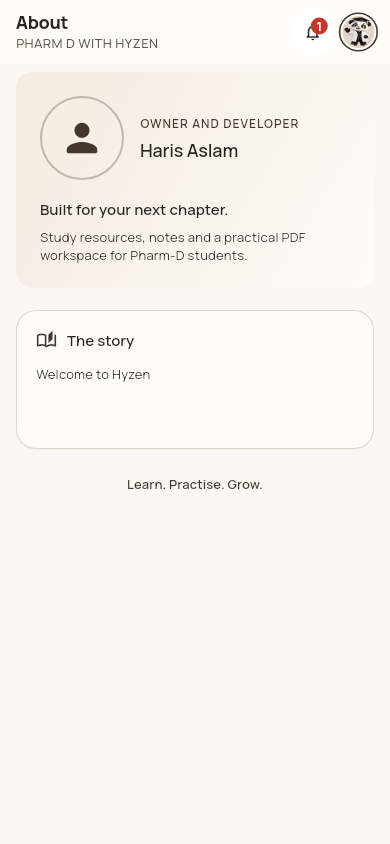 About
PHARM D WITH HYZEN
1
OWNER AND DEVELOPER
Haris Aslam
Built for your next chapter.
Study resources, notes and a practical PDF
workspace for Pharm-D students.
The story
Welcome to Hyzen
Learn. Practise. Grow.